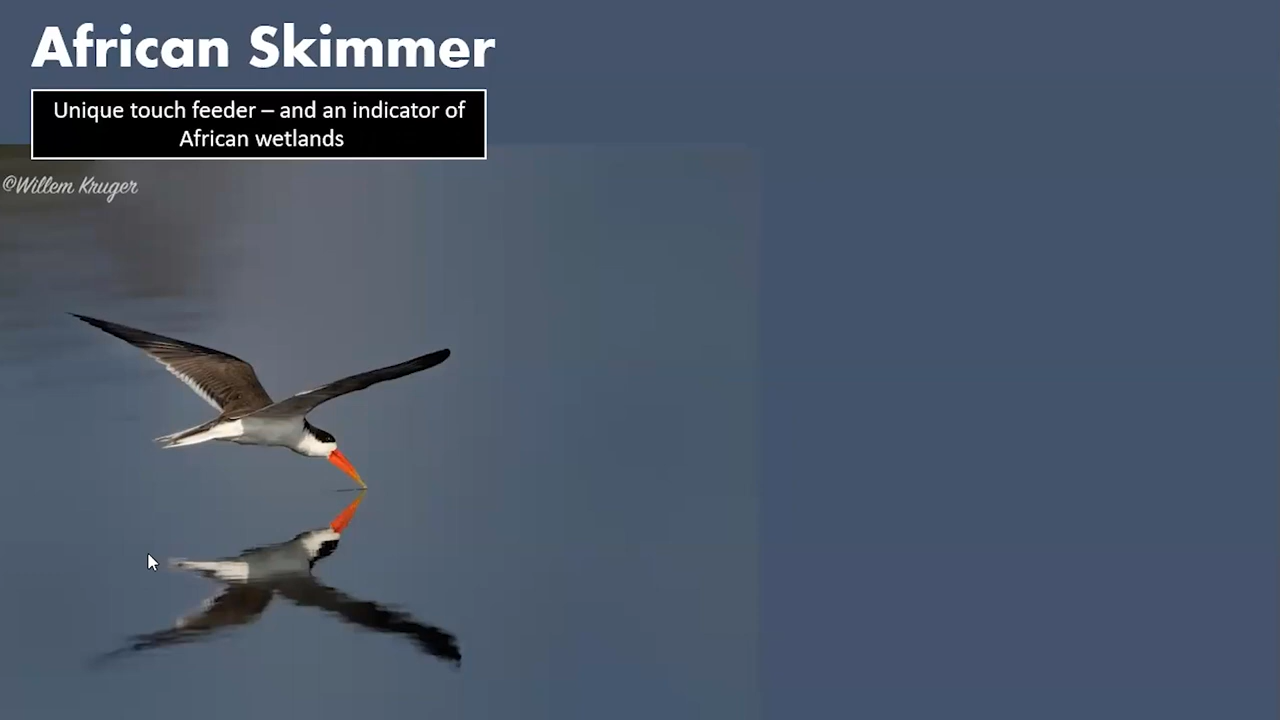 African Skimmer
Unique touch feeder – and an indicator of
African wetlands
©Willem Kruger